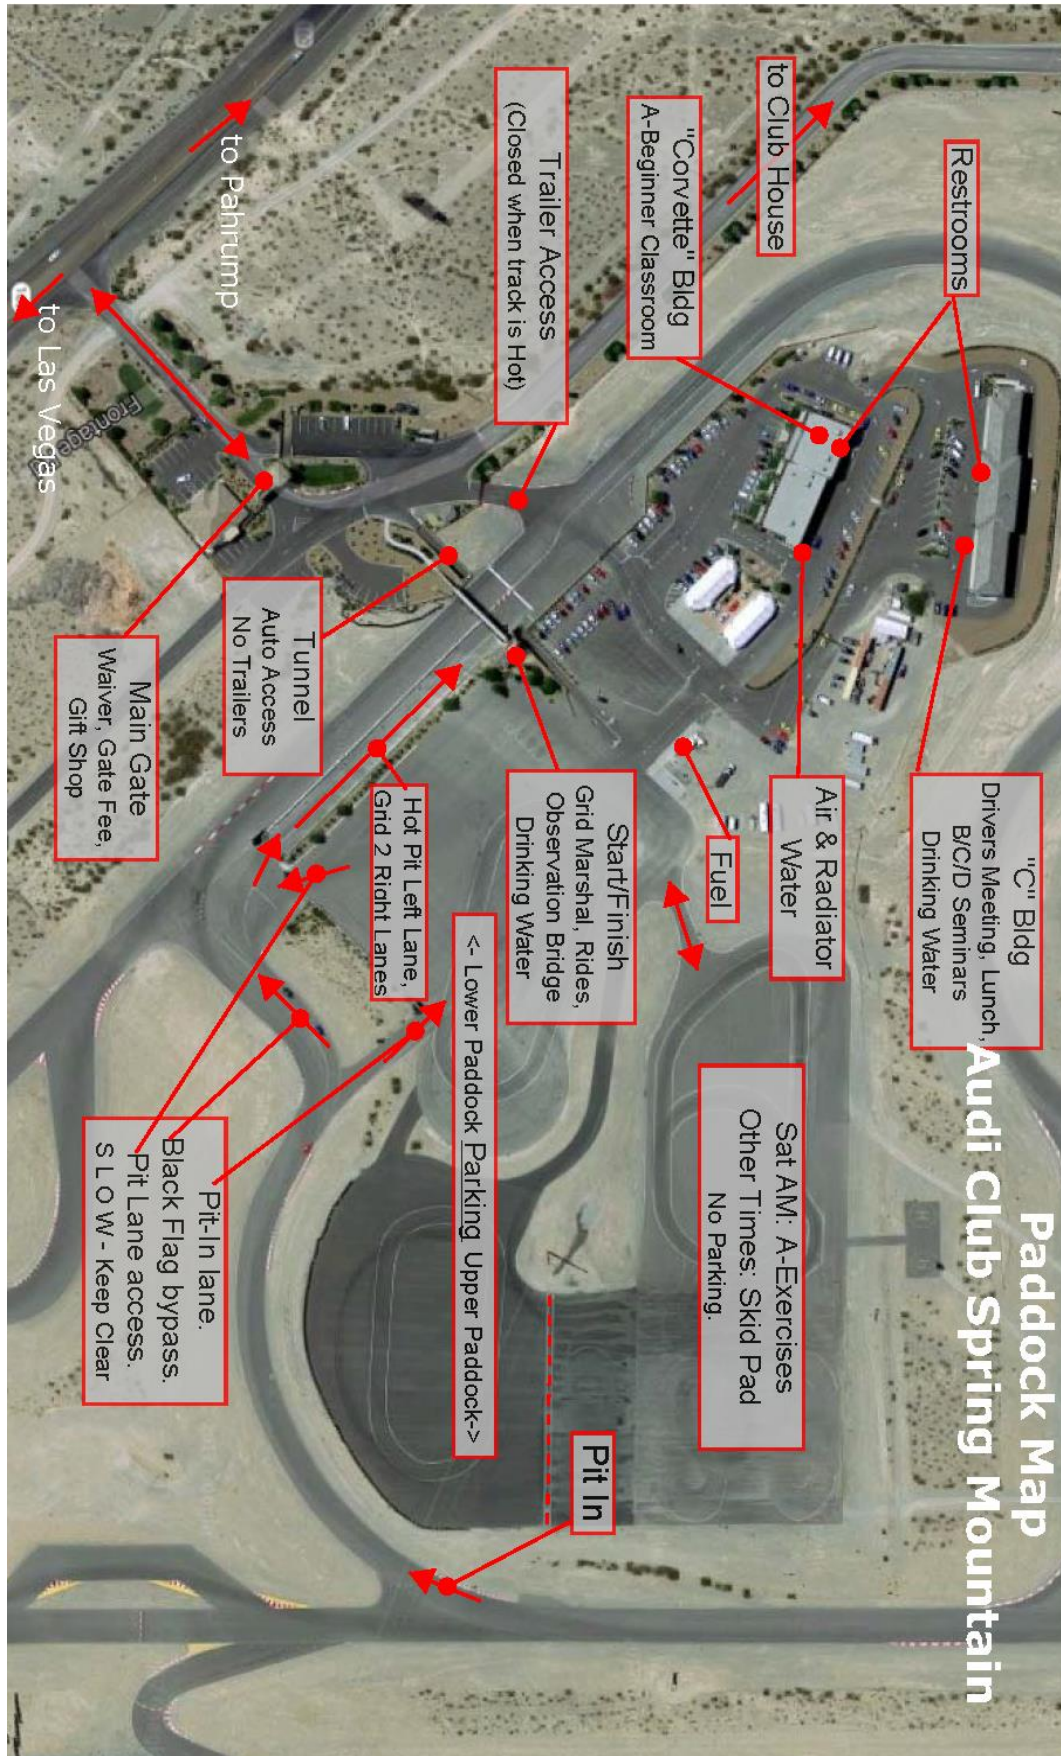 Paddock Map
Audi Club Spring Mountain
Restrooms
"C" Bldg
Drivers Meeting, Lunch,
B/C/D Seminars
Drinking Water
to Club House
"Corvette" Bldg
A-Beginner Classroom
Air & Radiator
Water
Fuel
Sat AM: A-Exercises
Other Times: Skid Pad
No Parking.
Trailer Access
(Closed when track is Hot)
Start/Finish
Grid Marshal, Rides,
Observation Bridge
Drinking Water
Pit In
<- Lower Paddock Parking Upper Paddock->
Hot Pit Left Lane,
Grid 2 Right Lanes
to Pahrump
Tunnel
Auto Access
No Trailers
Pit-In lane.
Black Flag bypass.
Pit Lane access.
S L O W - Keep Clear
Main Gate
Waiver, Gate Fee,
Gift Shop
Frontage
to Las Vegas